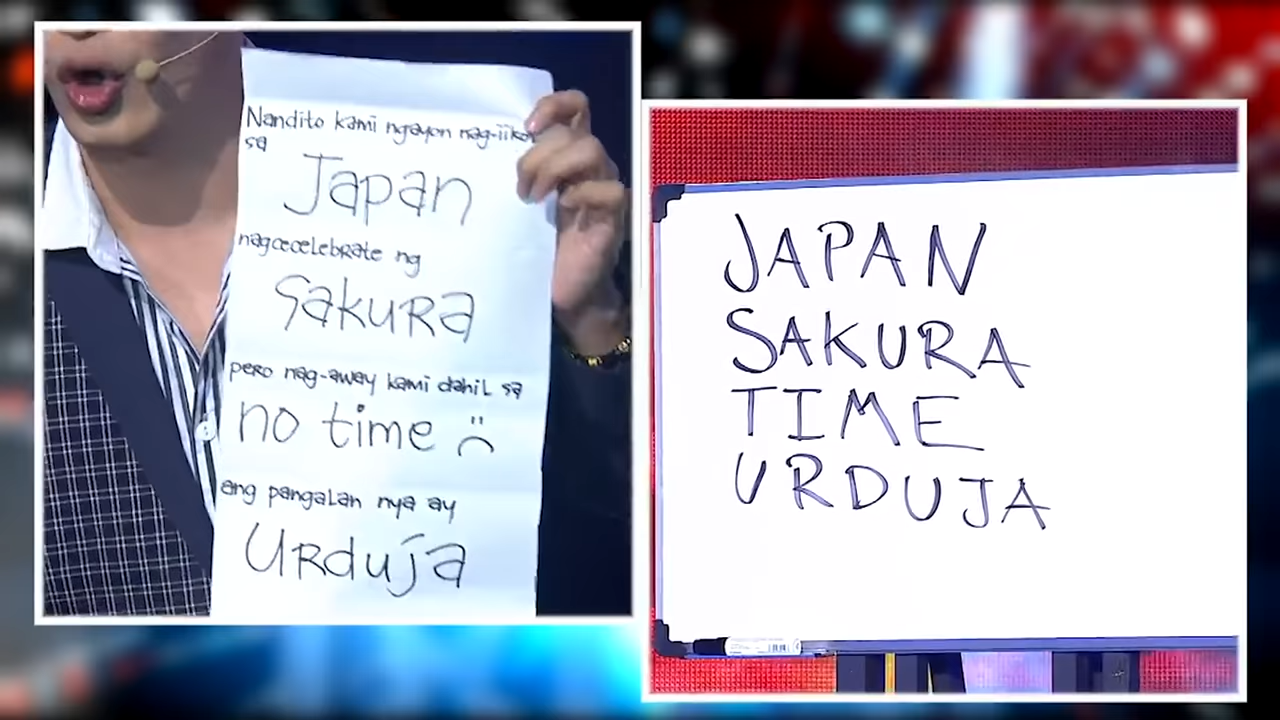 Nandito kami ngayon nag-iikot
sa
Japan
nagcecelebrate ng
Sakura
pero nag-away kami dahil sa
no time
ang pangalan nya ay
Urduja
JAPAN
SAKURA
TIME
URDUJA